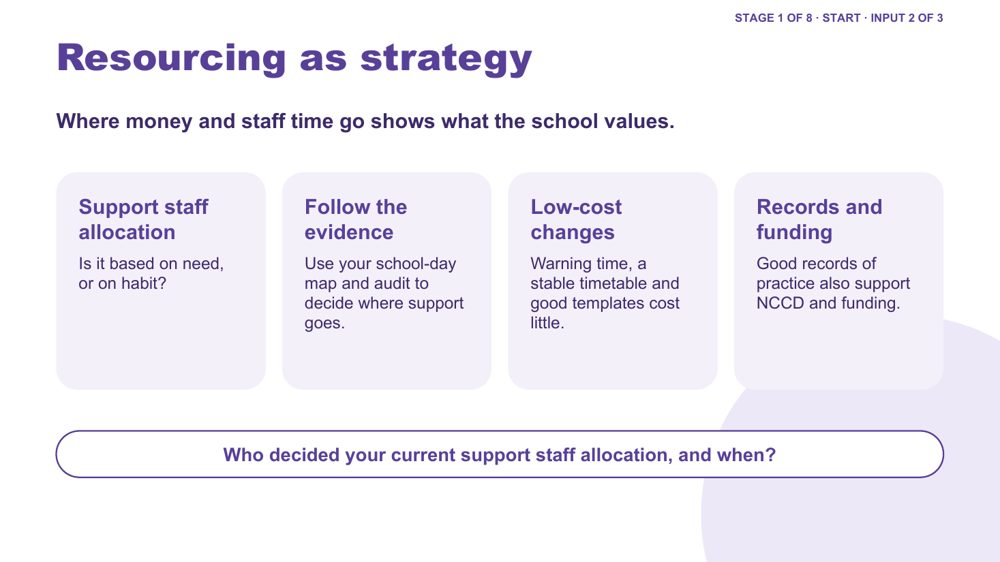 STAGE 1 OF 8 · START · INPUT 2 OF 3
Resourcing as strategy
Where money and staff time go shows what the school values.
Support staff
allocation
Is it based on need,
or on habit?
Follow the
evidence
Use your school-day
map and audit to
decide where support
goes.
Low-cost
changes
Warning time, a
stable timetable and
good templates cost
little.
Records and
funding
Good records of
practice also support
NCCD and funding.
Who decided your current support staff allocation, and when?